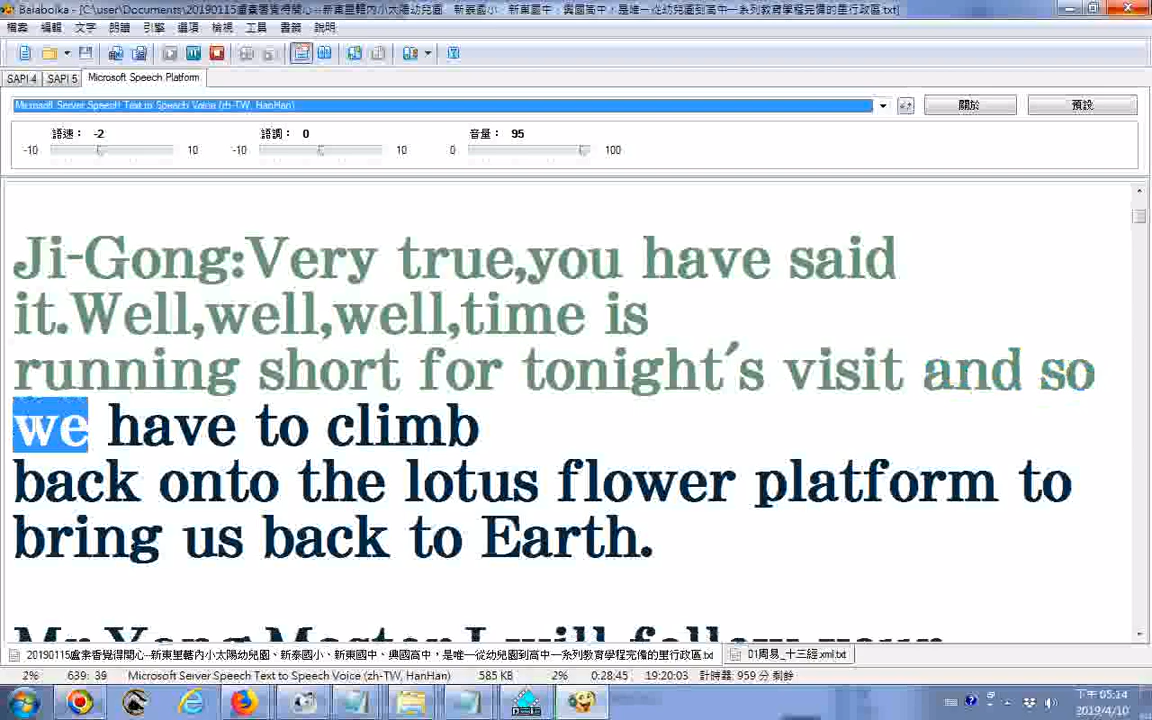 Balabolka - [C:\user\Documents\20190115盧素香覺得開心--新東里轄內小太陽幼兒園、新泰國小、新東國中、興國高中，是唯一從幼兒園到高中一系列教育學程完備的里行政區.txt]
檔案 編輯 文字 朗讀 引擎 選項 檢視 工具 書籤 說明
SAPI 4 SAPI 5 Microsoft Speech Platform
Microsoft Server Speech Text to Speech Voice (zh-TW, HanHan) 關於 預設
語速： -2 語調： 0 音量： 95
-10 10 -10 10 0 100
Ji-Gong:Very true,you have said
it.Well,well,well,time is
running short for tonight's visit and so
we have to climb
back onto the lotus flower platform to
bring us back to Earth.
Mr.Yang:Master,I will follow your
20190115盧素香覺得開心--新東里轄內小太陽幼兒園、新泰國小、新東國中、興國高中，是唯一從幼兒園到高中一系列教育學程完備的里行政區.txt 01周易_十三經.xml.txt
2% 639: 39 Microsoft Server Speech Text to Speech Voice (zh-TW, HanHan) 585 KB 2% 0:28:45 19:20:03 計時器: 959 分 剩餘
下午 05:14
2019/4/10